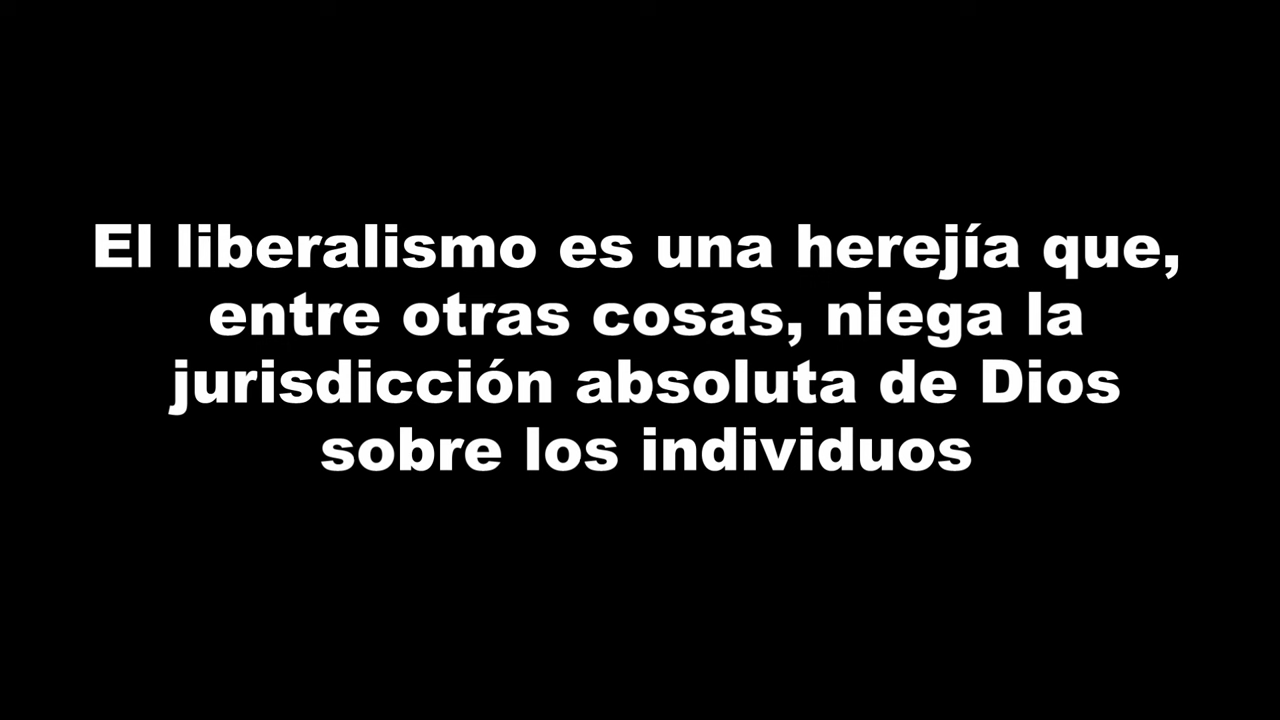 El liberalismo es una herejía que,
entre otras cosas, niega la
jurisdicción absoluta de Dios
sobre los individuos